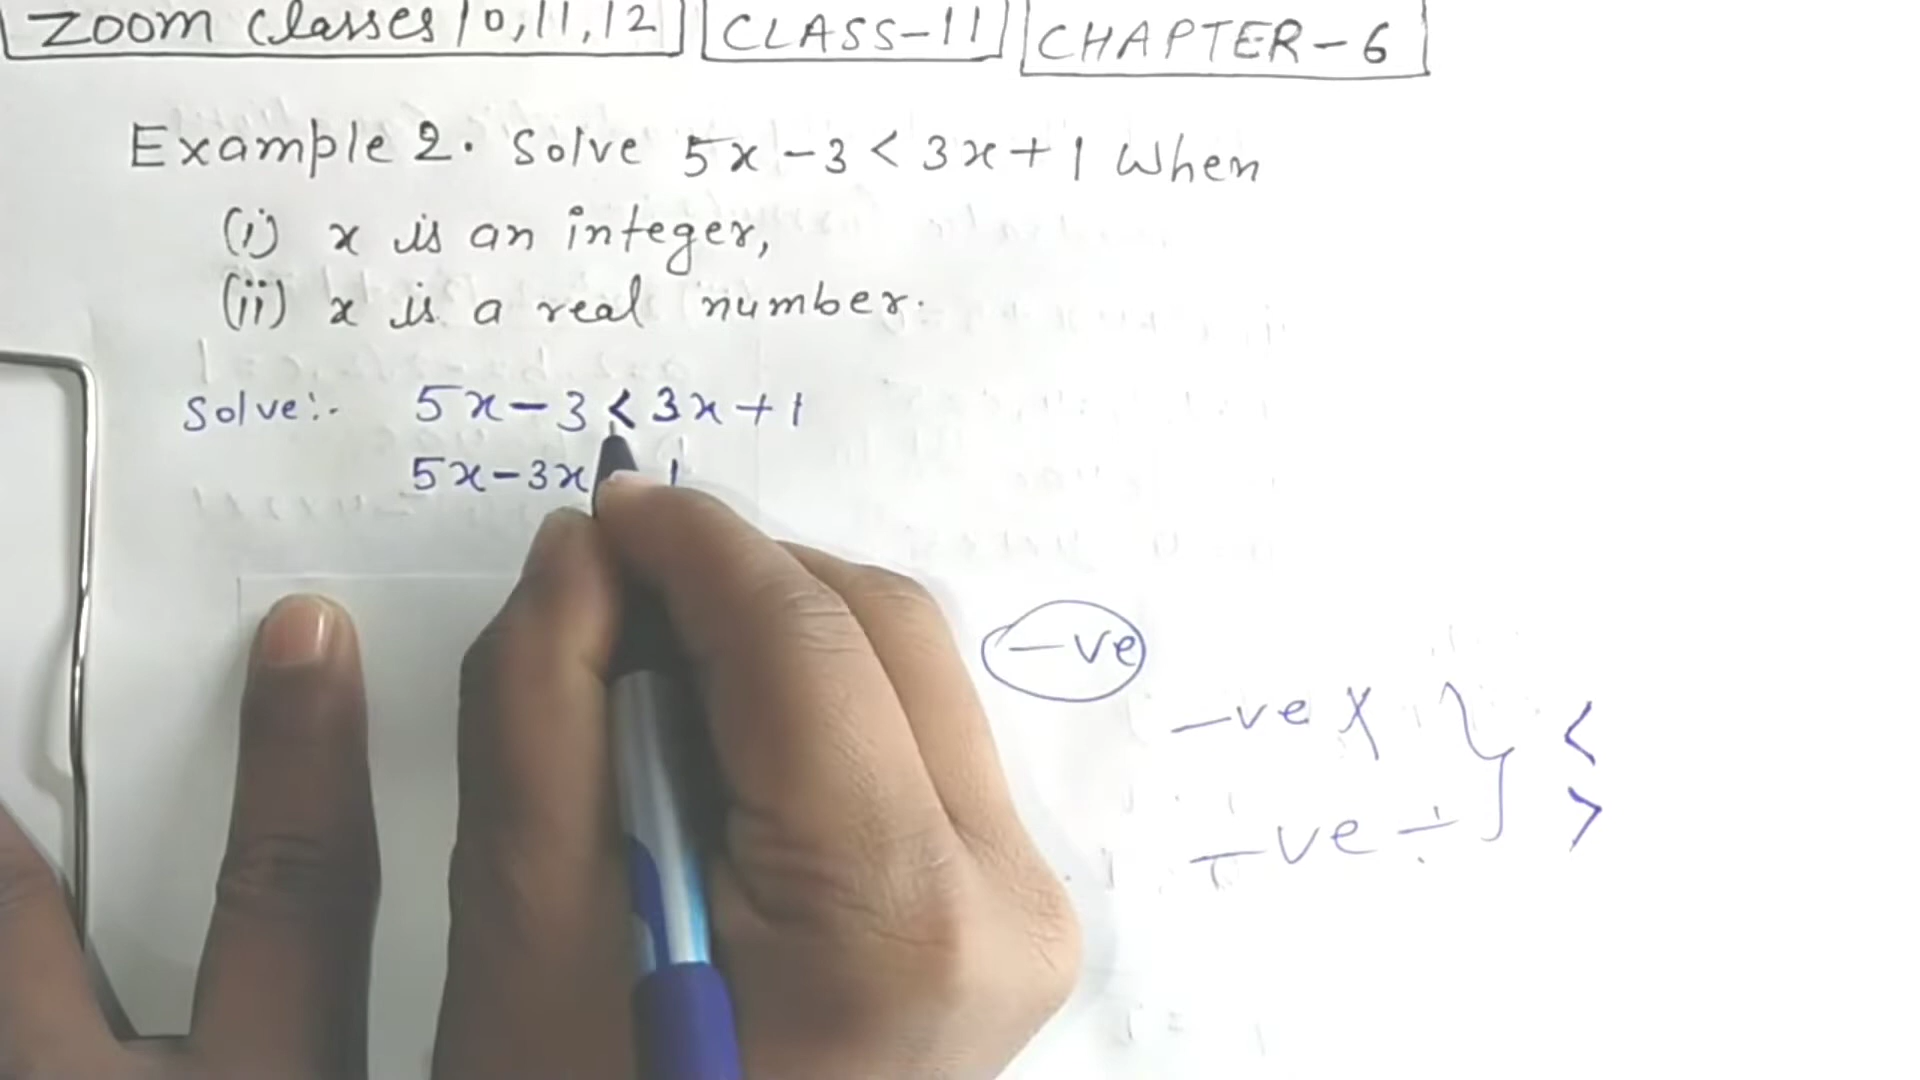 Zoom Classes 10,11,12 CLASS-11 CHAPTER-6
Example 2. Solve 5x-3<3x+1 When
(i) x is an integer,
(ii) x is a real number.
Solve:- 5x-3<3x+1
5x-3x 1
-ve
-ve X } <
-ve ÷ >